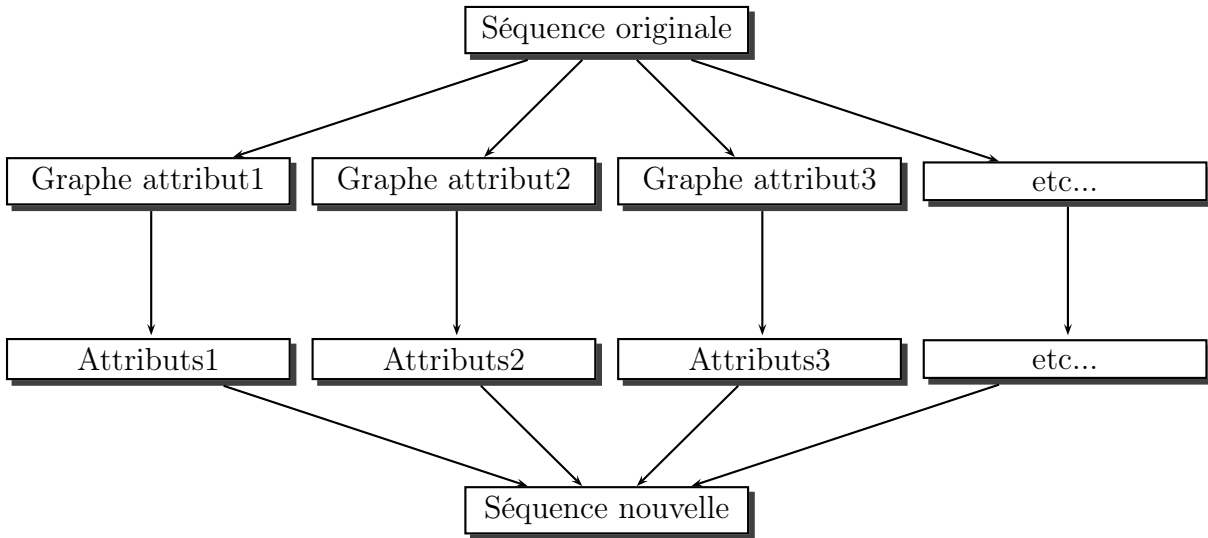 Séquence originale
Graphe attribut1
Graphe attribut2
Graphe attribut3
etc...
Attributs1
Attributs2
Attributs3
etc...
Séquence nouvelle